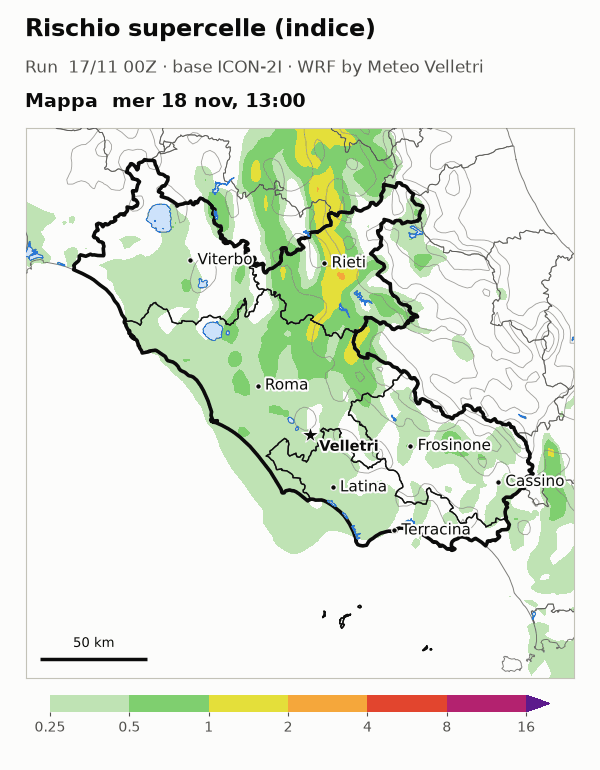 Rischio supercelle (indice)
Run  17/11 00Z · base ICON-2I · WRF by Meteo Velletri
Mappa  mer 18 nov, 13:00
Viterbo
Rieti
Roma
Velletri
Frosinone
Cassino
Latina
Terracina
50 km
0.25 0.5 1 2 4 8 16